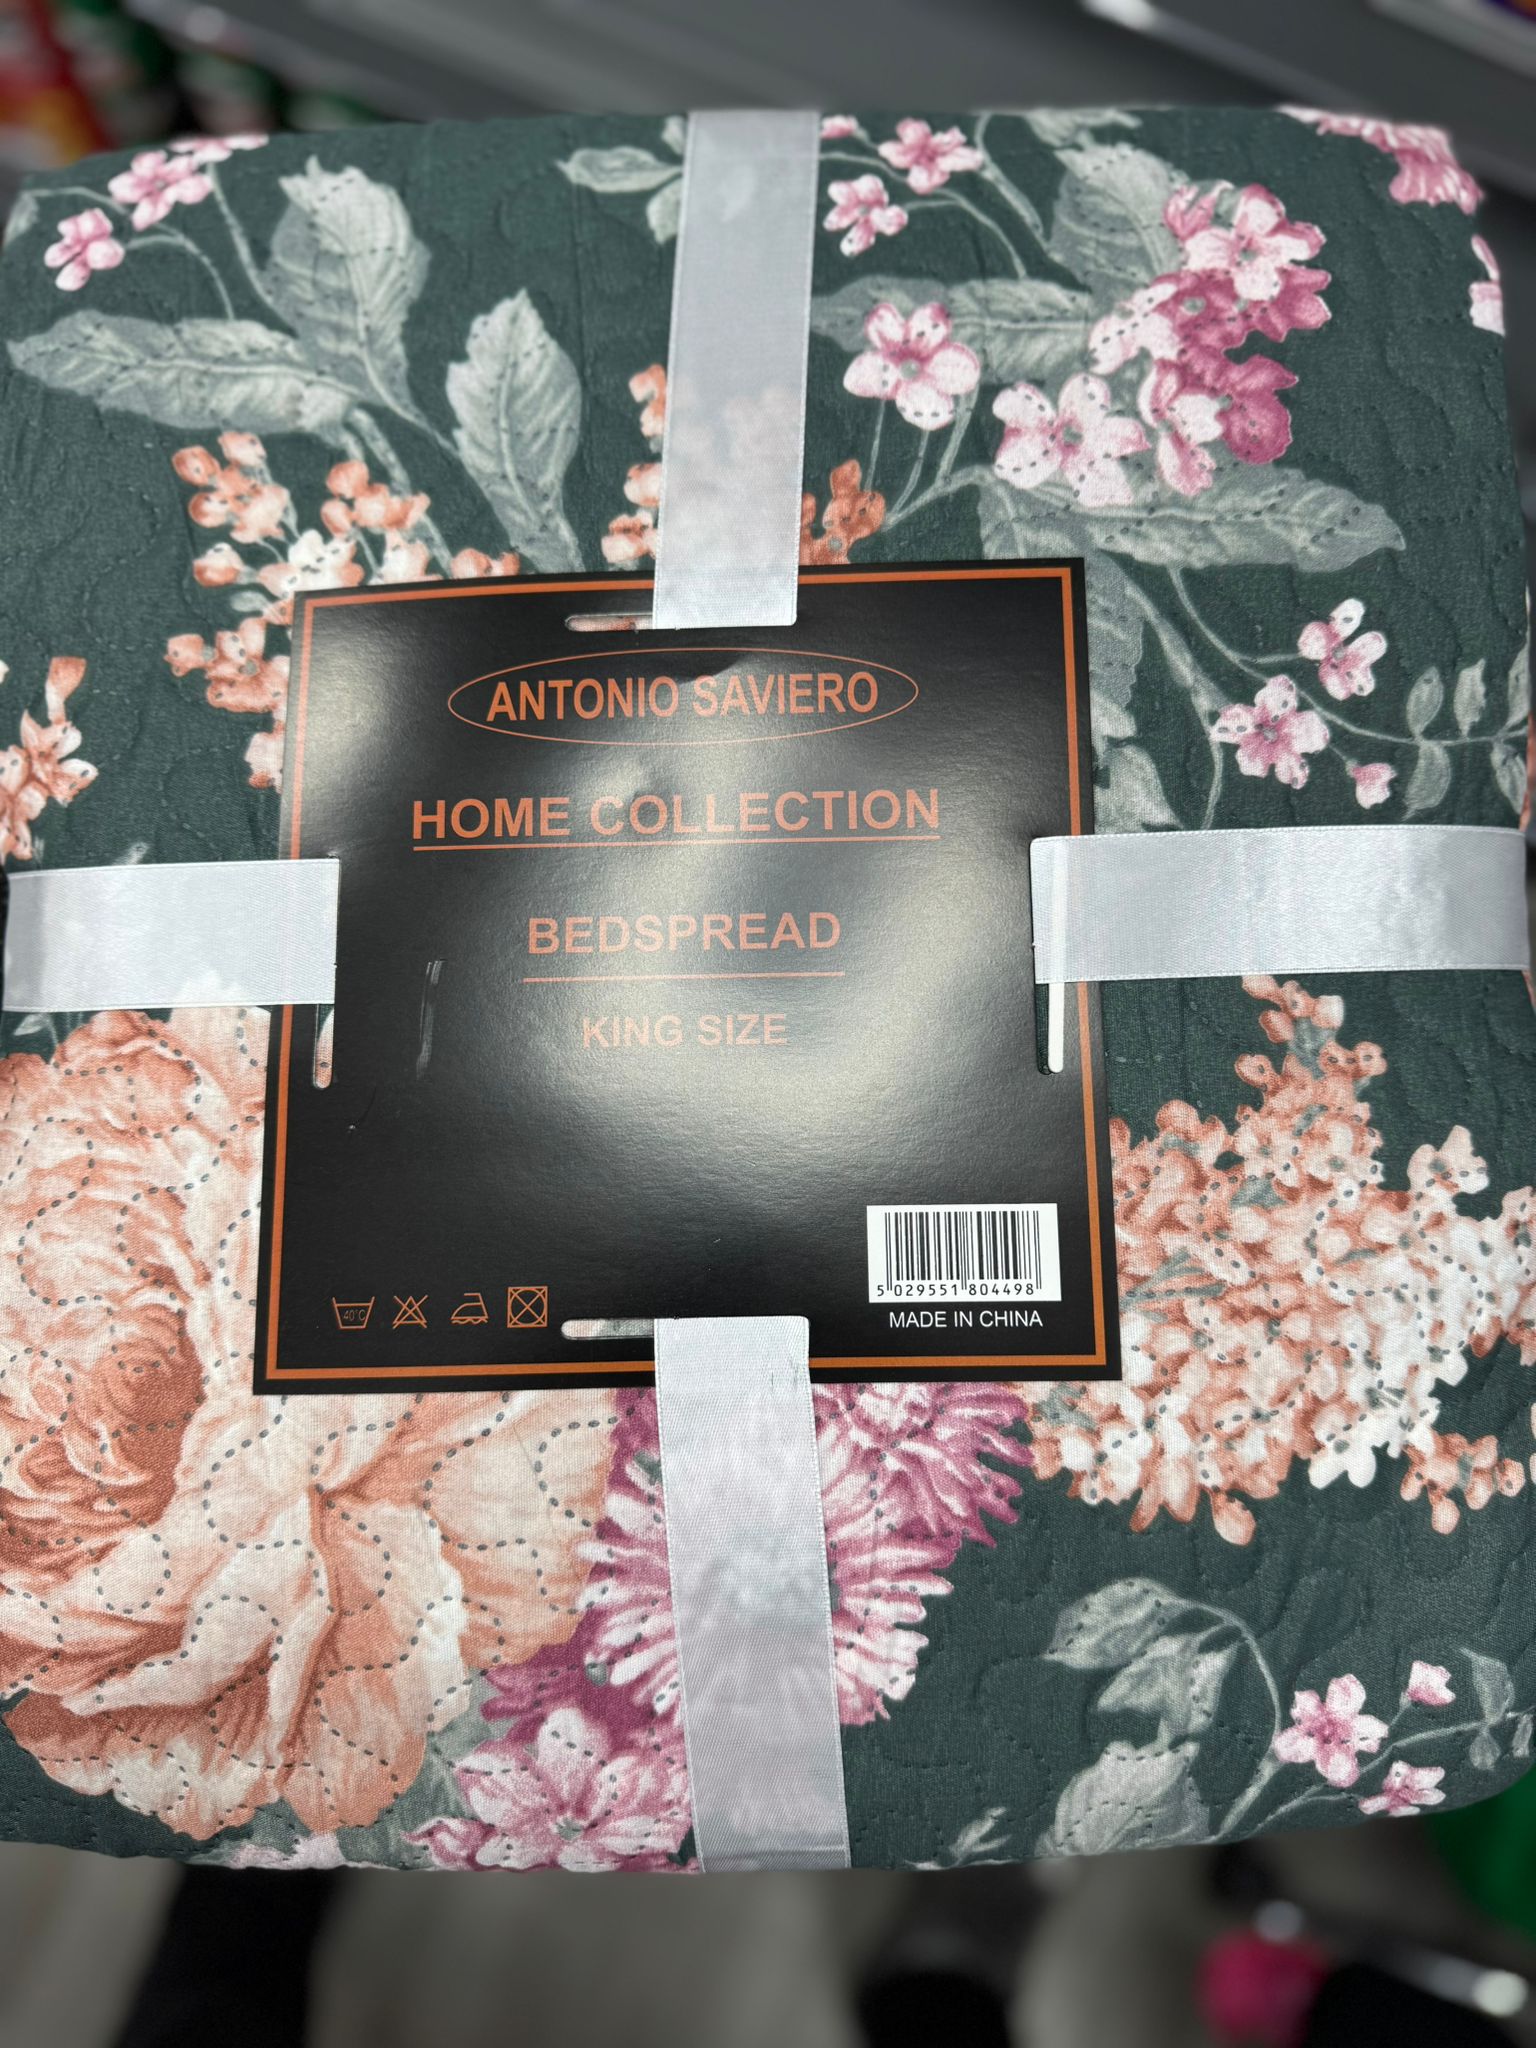 ANTONIO SAVIERO
HOME COLLECTION
BEDSPREAD
KING SIZE
40°C
5 029551 804498
MADE IN CHINA